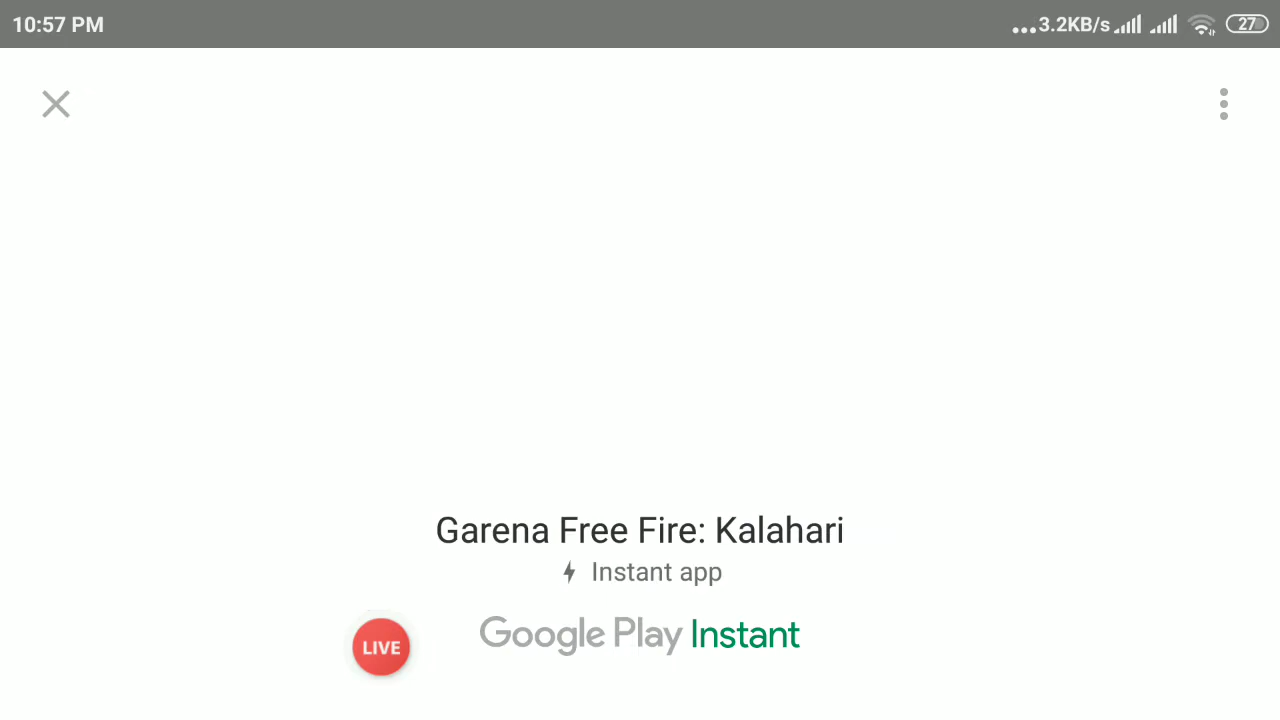 10:57 PM
...3.2KB/s
27
Garena Free Fire: Kalahari
Instant app
LIVE
Google Play Instant